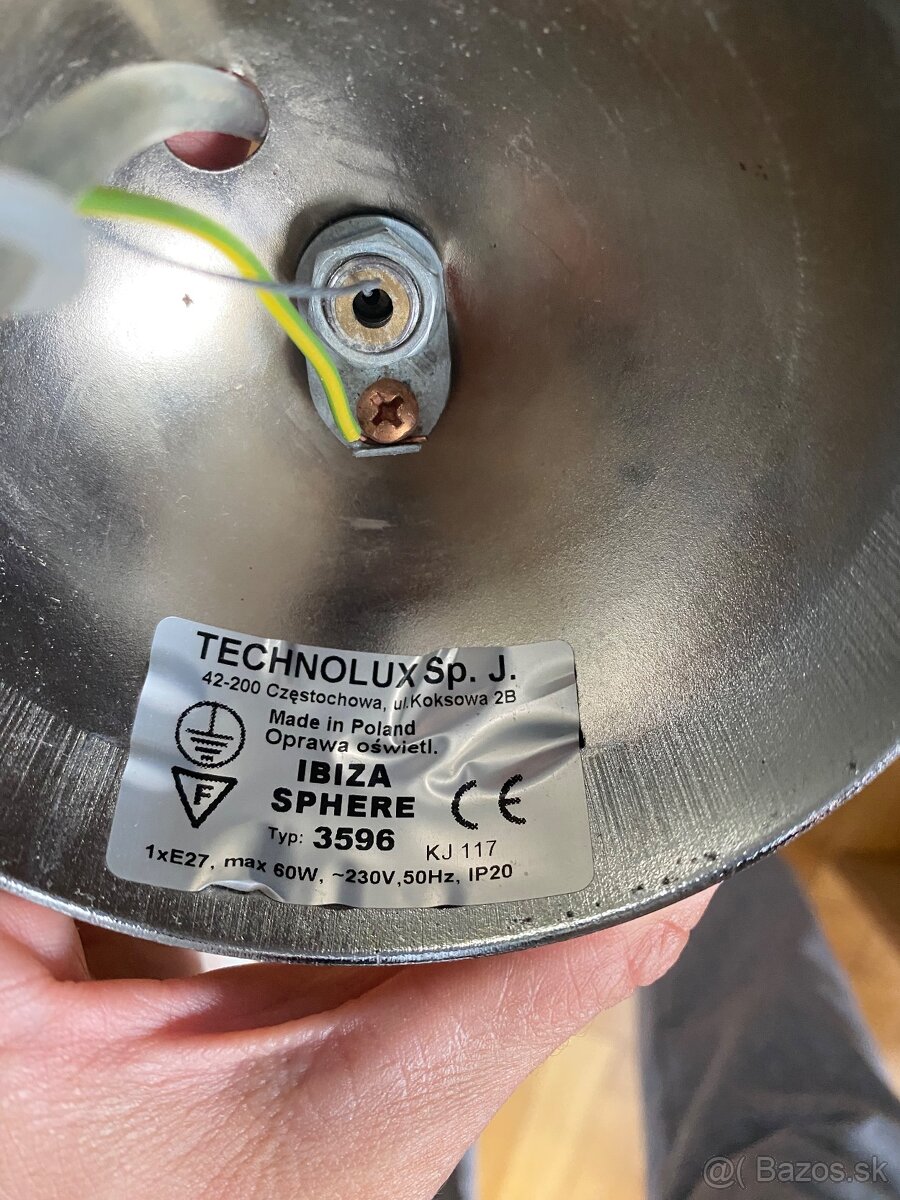 TECHNOLUX Sp. J.
42-200 Częstochowa, ul.Koksowa 2B
Made in Poland
Oprawa oświetl.
IBIZA
SPHERE
Typ: 3596
KJ 117
1xE27, max 60W, ~230V,50Hz, IP20
F
CE
@( Bazos.sk